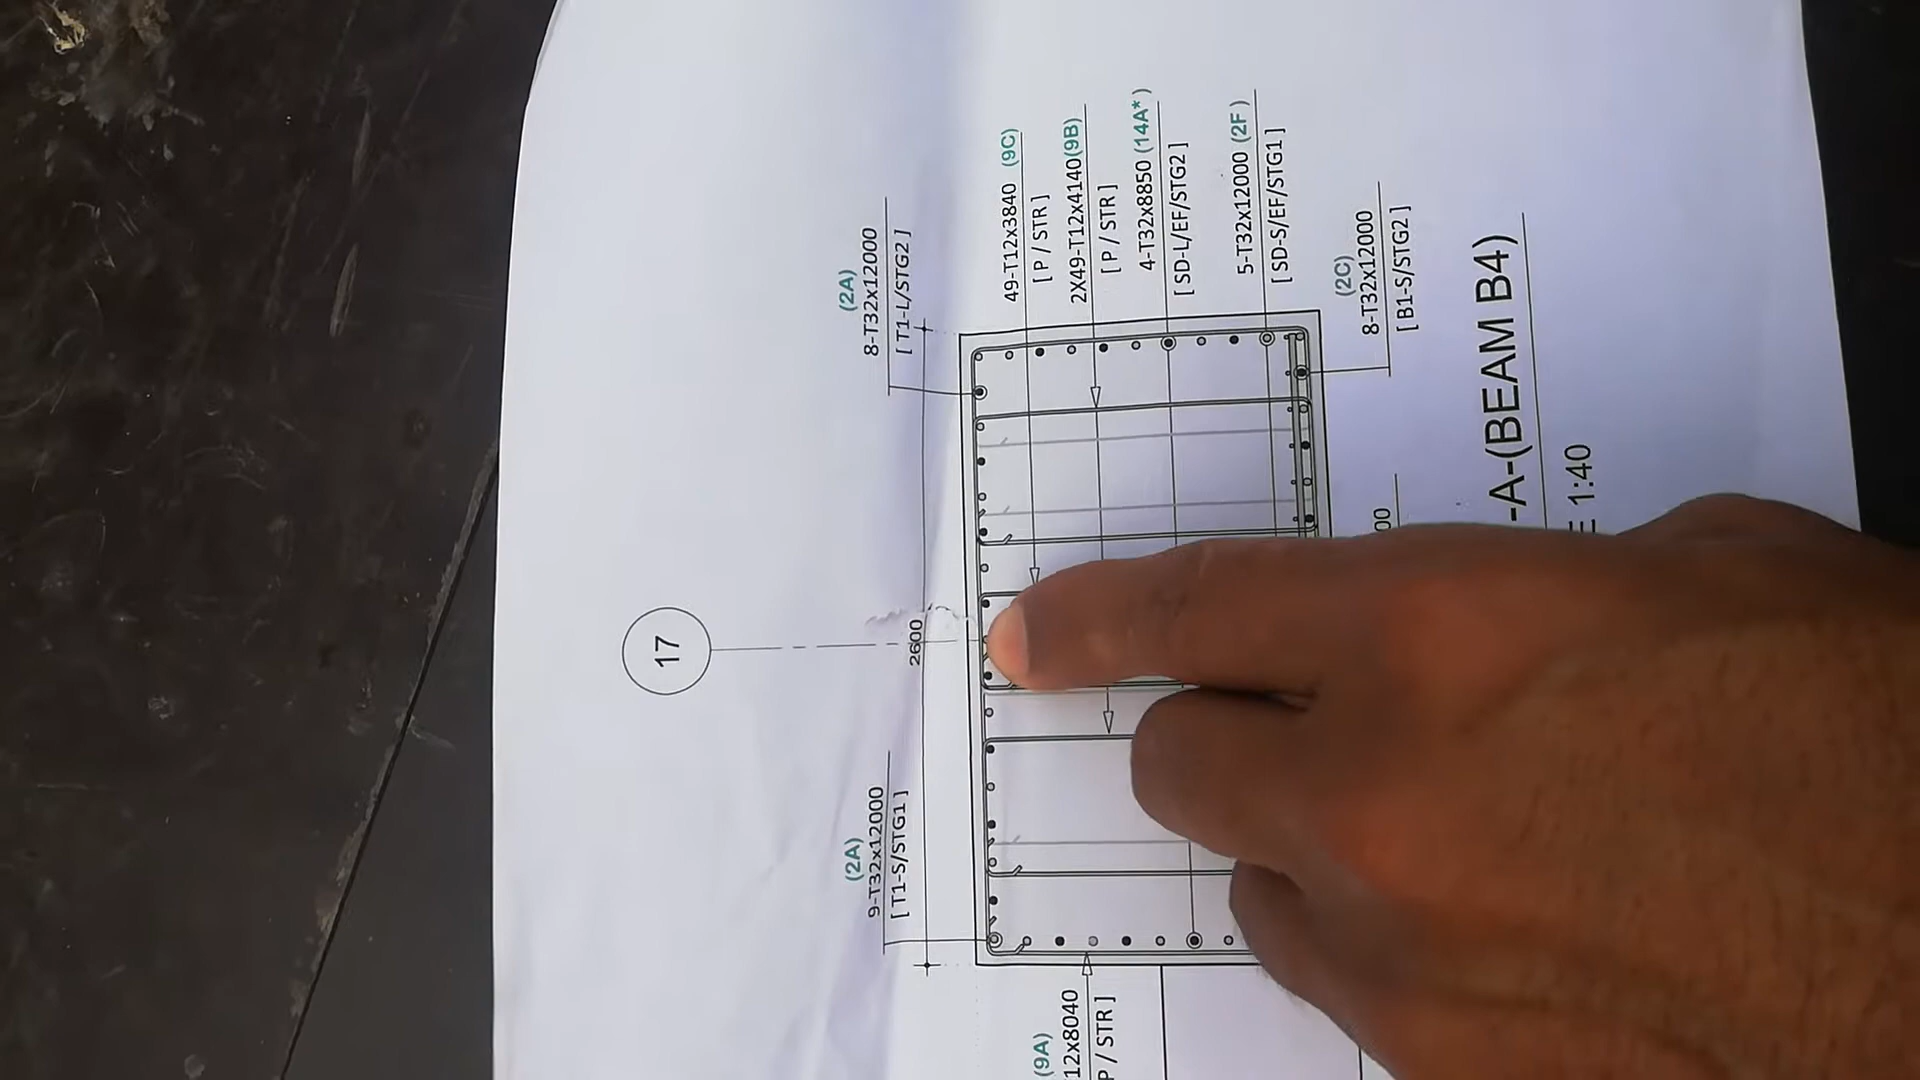 17
2600
(2A)
8-T32x12000
[ T1-L/STG2 ]
(2A)
9-T32x12000
[ T1-S/STG1 ]
49-T12x3840 (9C)
[ P / STR ]
2X49-T12x4140(9B)
[ P / STR ]
4-T32x8850 (14A*)
[ SD-L/EF/STG2 ]
5-T32x12000 (2F)
[ SD-S/EF/STG1 ]
(2C)
8-T32x12000
[ B1-S/STG2 ]
(9A)
12x8040
P / STR ]
00
-A-(BEAM B4)
E 1:40